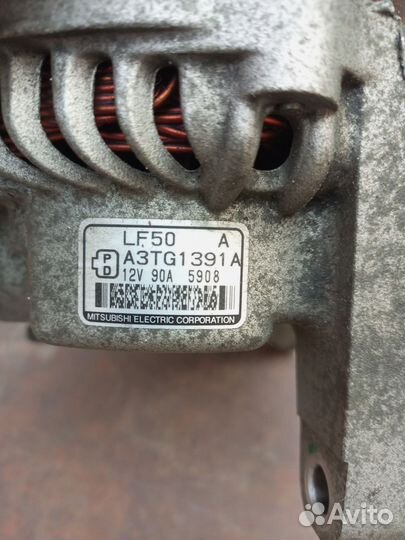 LF50 A
P D A3TG1391A
12V 90A 5908
MITSUBISHI ELECTRIC CORPORATION
Avito